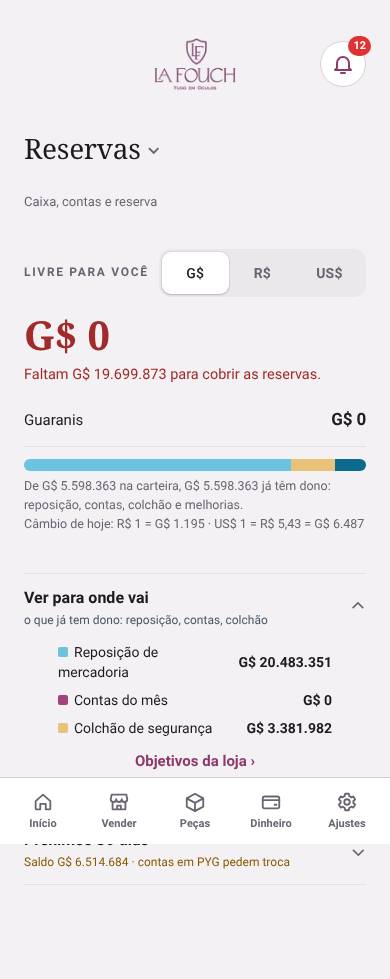 12
LA FOUCH
TUDO EM ÓCULOS
Reservas
Caixa, contas e reserva
LIVRE PARA VOCÊ G$ R$ US$
G$ 0
Faltam G$ 19.699.873 para cobrir as reservas.
Guaranis G$ 0
De G$ 5.598.363 na carteira, G$ 5.598.363 já têm dono:
reposição, contas, colchão e melhorias.
Câmbio de hoje: R$ 1 = G$ 1.195 · US$ 1 = R$ 5,43 = G$ 6.487
Ver para onde vai
o que já tem dono: reposição, contas, colchão
Reposição de
mercadoria G$ 20.483.351
Contas do mês G$ 0
Colchão de segurança G$ 3.381.982
Objetivos da loja ›
Início Vender Peças Dinheiro Ajustes
Saldo G$ 6.514.684 · contas em PYG pedem troca